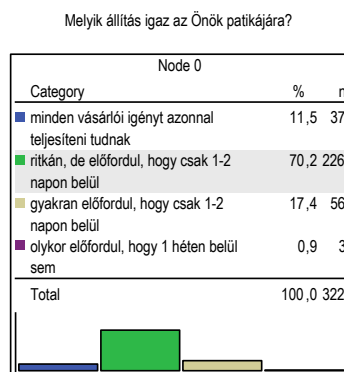 Melyik állítás igaz az Önök patikájára?
Node 0
Category % n
minden vásárlói igényt azonnal 11,5 37
teljesíteni tudnak
ritkán, de előfordul, hogy csak 1-2 70,2 226
napon belül
gyakran előfordul, hogy csak 1-2 17,4 56
napon belül
olykor előfordul, hogy 1 héten belül 0,9 3
sem
Total 100,0 322